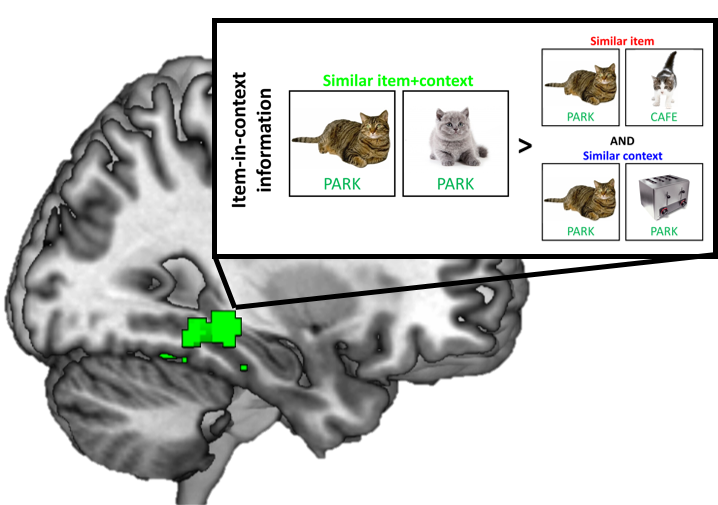 Item-in-context
information
Similar item+context
PARK
PARK
>
Similar item
PARK
CAFE
AND
Similar context
PARK
PARK